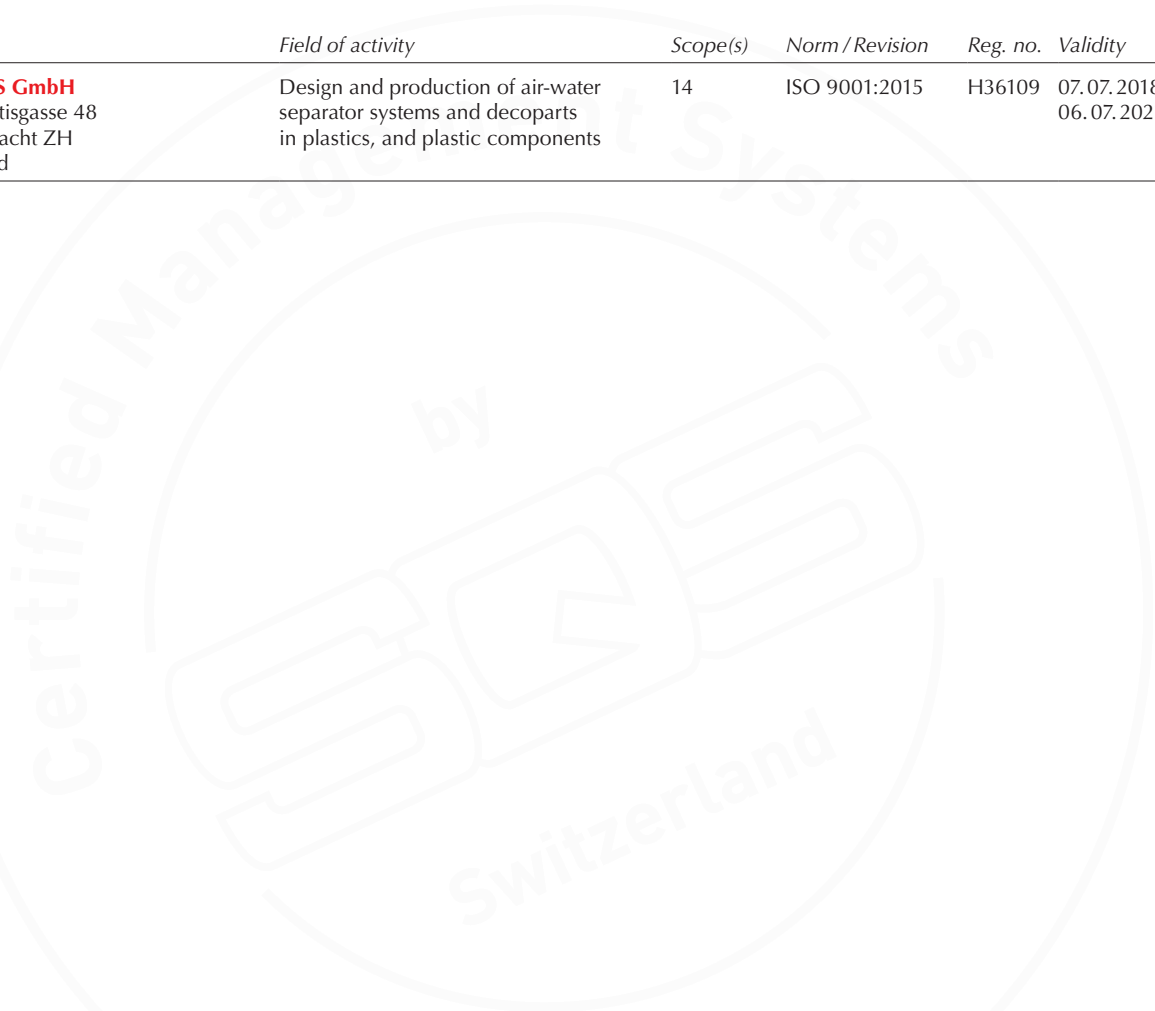 Field of activity Scope(s) Norm / Revision Reg. no. Validity
S GmbH Design and production of air-water 14 ISO 9001:2015 H36109 07.07.2018
tisgasse 48 separator systems and decoparts 06.07.202
acht ZH in plastics, and plastic components
d
Certified Management Systems
by
SQS
Switzerland